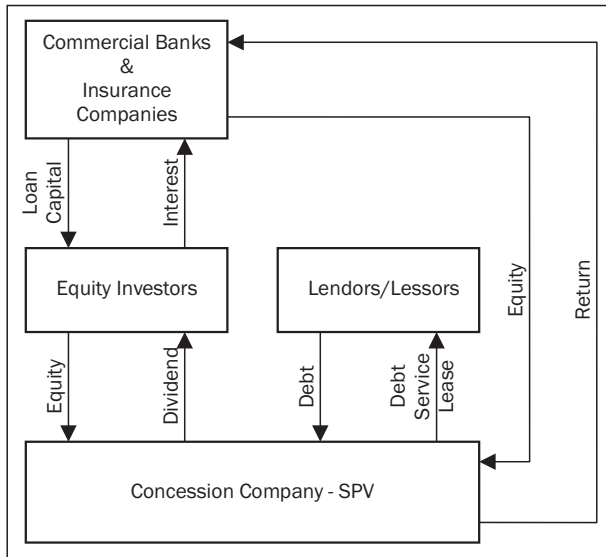 Commercial Banks
&
Insurance
Companies
Loan
Capital
Interest
Equity Investors
Lendors/Lessors
Equity
Return
Equity
Dividend
Debt
Debt
Service
Lease
Concession Company - SPV